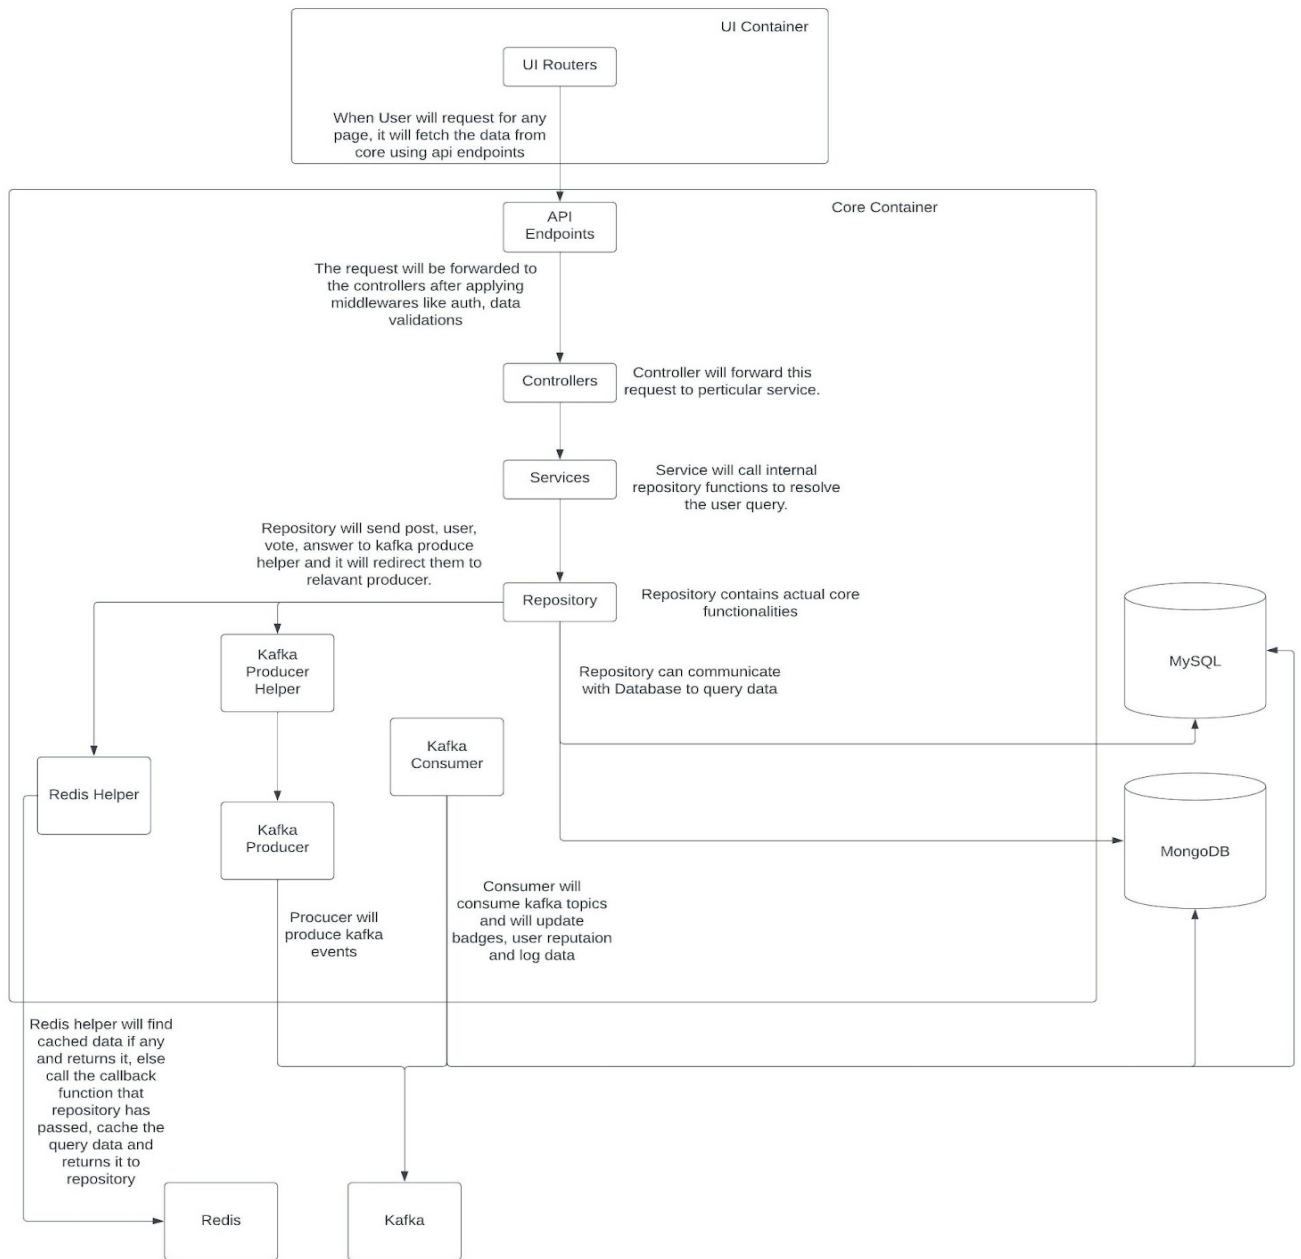 UI Container
UI Routers
When User will request for any
page, it will fetch the data from
core using api endpoints
Core Container
API
Endpoints
The request will be forwarded to
the controllers after applying
middlewares like auth, data
validations
Controllers
Controller will forward this
request to perticular service.
Services
Service will call internal
repository functions to resolve
the user query.
Repository will send post, user,
vote, answer to kafka produce
helper and it will redirect them to
relavant producer.
Repository
Repository contains actual core
functionalities
Kafka
Producer
Helper
Repository can communicate
with Database to query data
MySQL
Kafka
Consumer
Redis Helper
Kafka
Producer
MongoDB
Consumer will
consume kafka topics
and will update
badges, user reputaion
and log data
Procucer will
produce kafka
events
Redis helper will find
cached data if any
and returns it, else
call the callback
function that
repository has
passed, cache the
query data and
returns it to
repository
Redis
Kafka